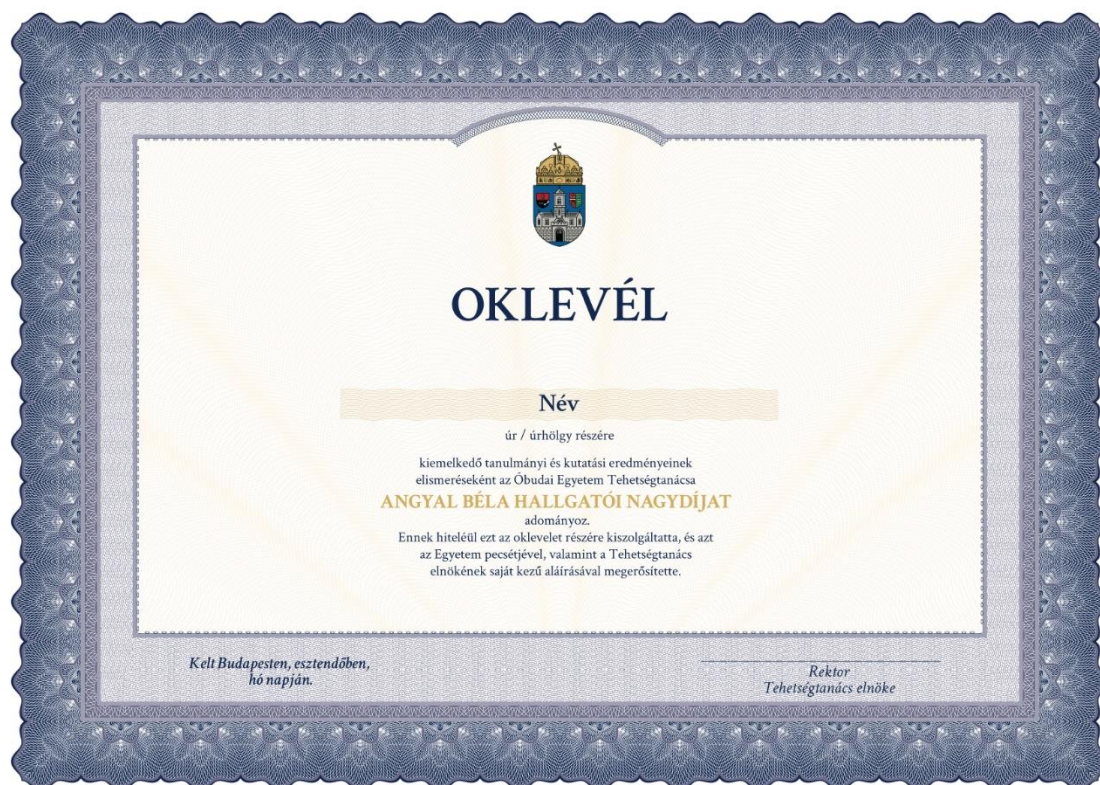 OKLEVÉL
Név
úr / úrhölgy részére
kiemelkedő tanulmányi és kutatási eredményeinek
elismeréseként az Óbudai Egyetem Tehetségtanácsa
ANGYAL BÉLA HALLGATÓI NAGYDÍJAT
adományoz.
Ennek hiteléül ezt az oklevelet részére kiszolgáltatta, és azt
az Egyetem pecsétjével, valamint a Tehetségtanács
elnökének saját kezű aláírásával megerősítette.
Kelt Budapesten, esztendőben,
hó napján.
Rektor
Tehetségtanács elnöke